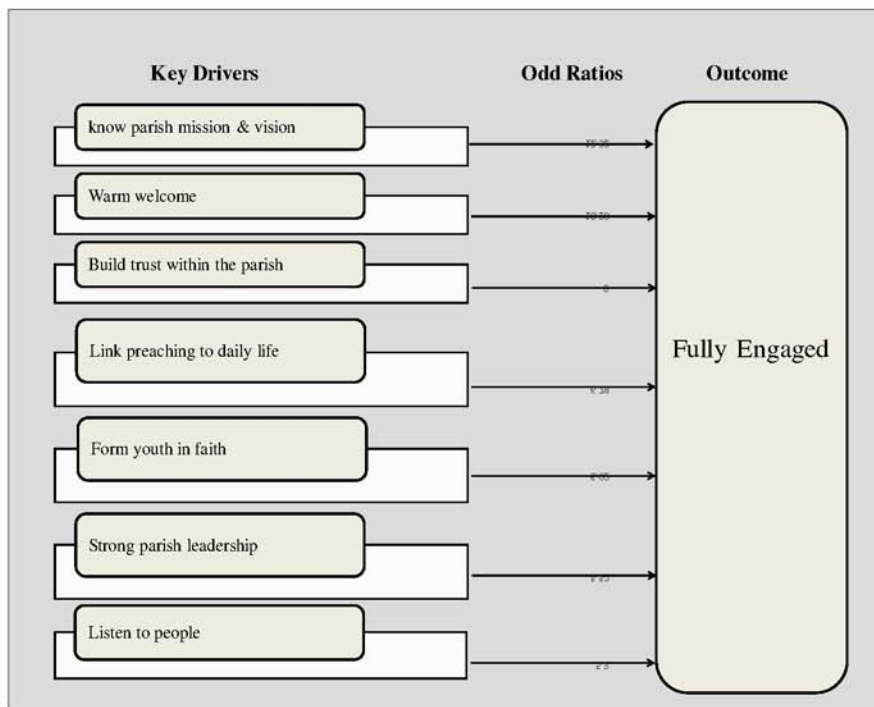 Key Drivers
Odd Ratios
Outcome
know parish mission & vision
Warm welcome
Build trust within the parish
Link preaching to daily life
Form youth in faith
Strong parish leadership
Listen to people
Fully Engaged